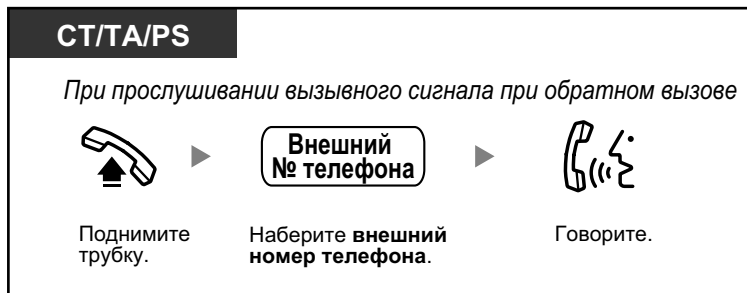 CT/TA/PS
При прослушивании вызывного сигнала при обратном вызове
Внешний
№ телефона
Поднимите
трубку.
Наберите внешний
номер телефона.
Говорите.